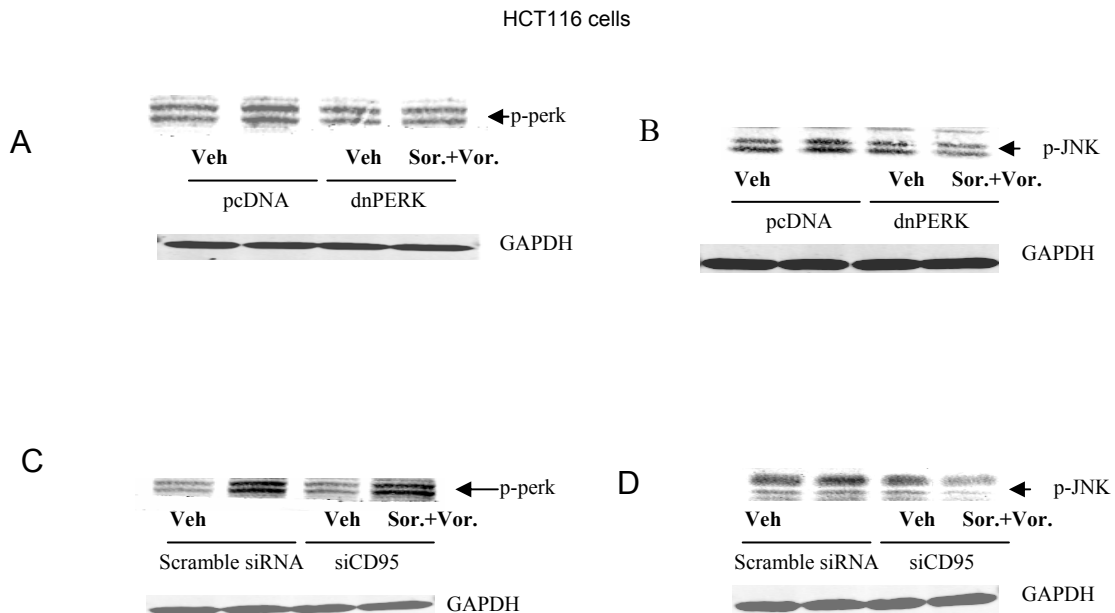 HCT116 cells
A
p-perk
Veh Veh Sor.+Vor.
pcDNA dnPERK
GAPDH
B
p-JNK
Veh Veh Sor.+Vor.
pcDNA dnPERK
GAPDH
C
p-perk
Veh Veh Sor.+Vor.
Scramble siRNA siCD95
GAPDH
D
p-JNK
Veh Veh Sor.+Vor.
Scramble siRNA siCD95
GAPDH